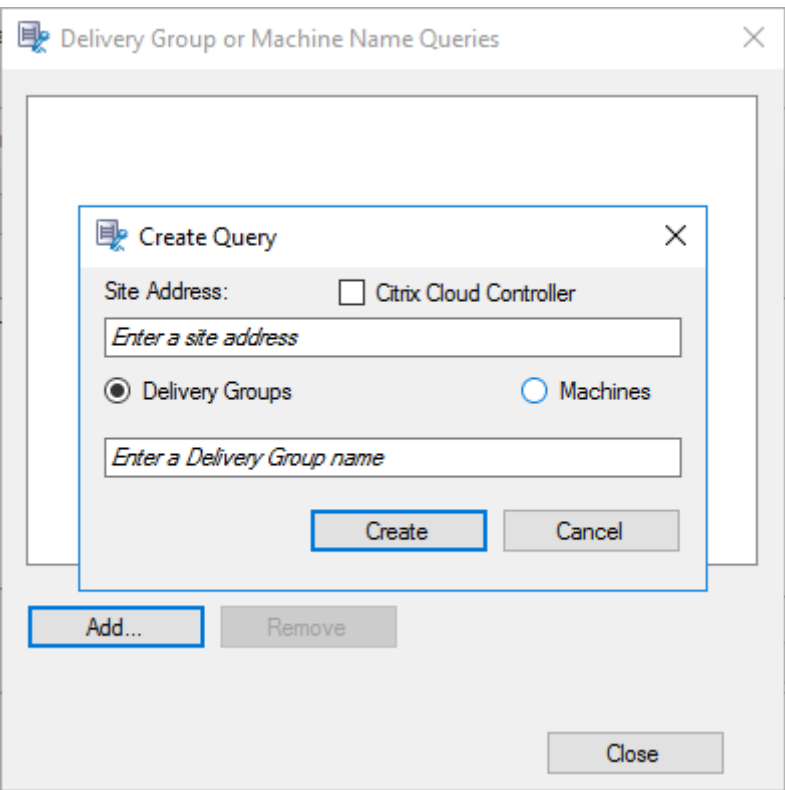 Delivery Group or Machine Name Queries
Create Query
Site Address: Citrix Cloud Controller
Enter a site address
Delivery Groups Machines
Enter a Delivery Group name
Create Cancel
Add... Remove
Close